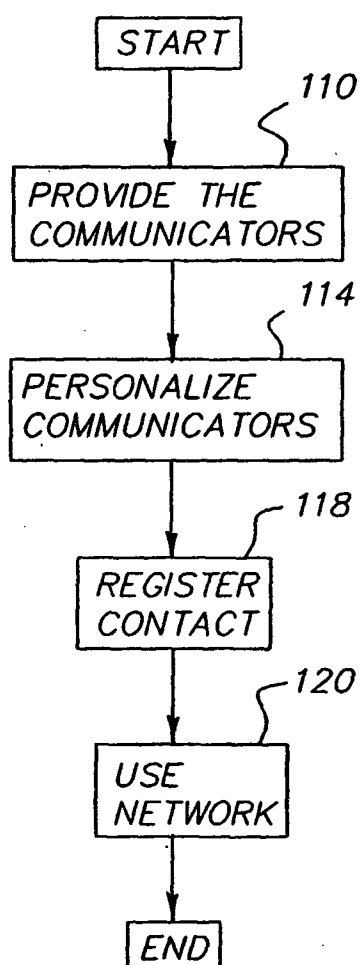 START
110
PROVIDE THE
COMMUNICATORS
114
PERSONALIZE
COMMUNICATORS
118
REGISTER
CONTACT
120
USE
NETWORK
END